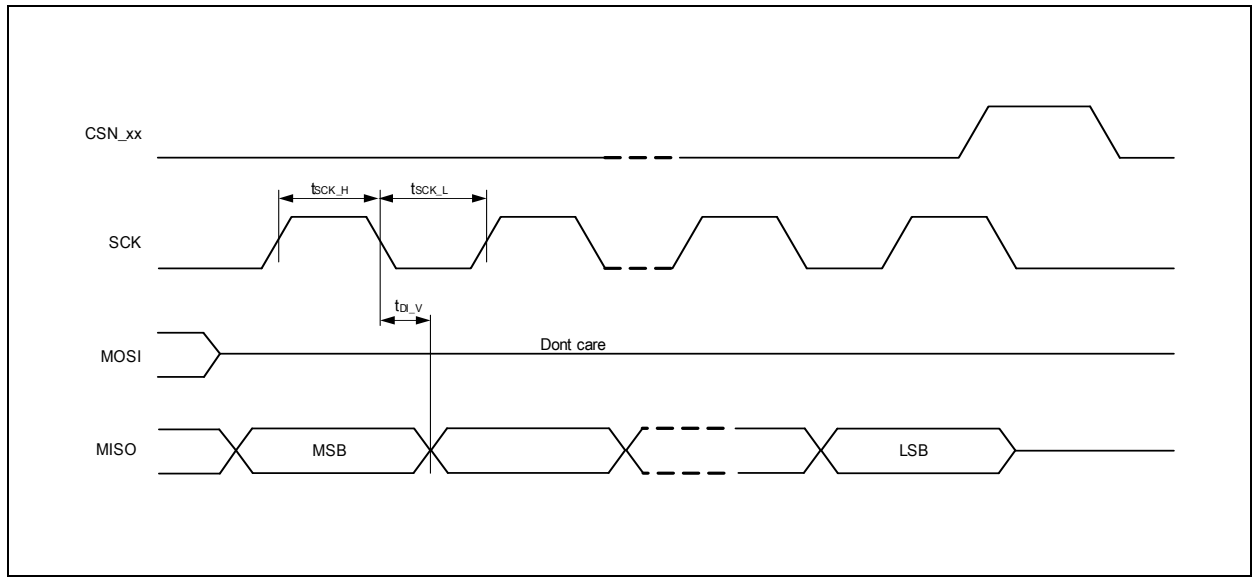 CSN_xx
tSCK_H
tSCK_L
SCK
tDI_V
MOSI
Dont care
MISO
MSB
LSB